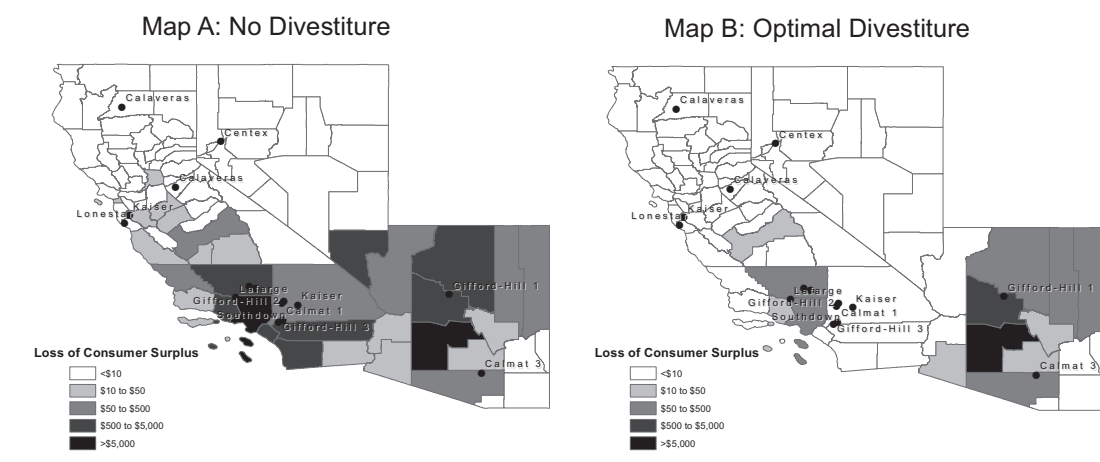 Map A: No Divestiture
Calaveras
Centex
Calaveras
Kaiser
Lonesta
Lafarge
Kaiser
Gifford-Hill 2
Calmat 1
Southdown
Gifford-Hill 3
Gifford-Hill 1
Calmat 3
Loss of Consumer Surplus
<$10
$10 to $50
$50 to $500
$500 to $5,000
>$5,000
Map B: Optimal Divestiture
Calaveras
Centex
Calaveras
Kaiser
Lonesta
Lafarge
Kaiser
Gifford-Hill 2
Calmat 1
Southdown
Gifford-Hill 3
Gifford-Hill 1
Calmat 3
Loss of Consumer Surplus
<$10
$10 to $50
$50 to $500
$500 to $5,000
>$5,000